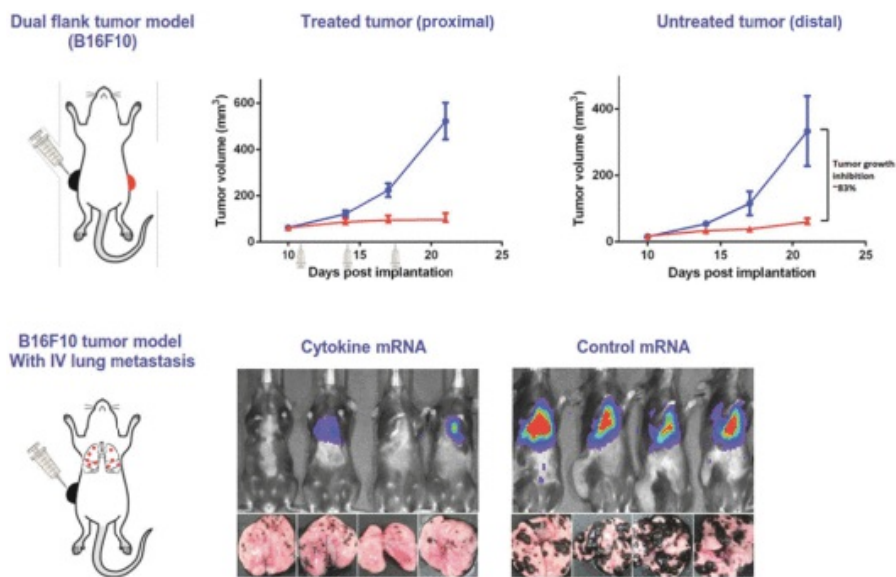 Dual flank tumor model
(B16F10)
Treated tumor (proximal)
Untreated tumor (distal)
Tumor volume (mm³)
600
400
200
0
10
15
20
25
Days post implantation
Tumor volume (mm³)
400
200
0
10
15
20
25
Days post implantation
Tumor growth
inhibition
~83%
B16F10 tumor model
With IV lung metastasis
Cytokine mRNA
Control mRNA